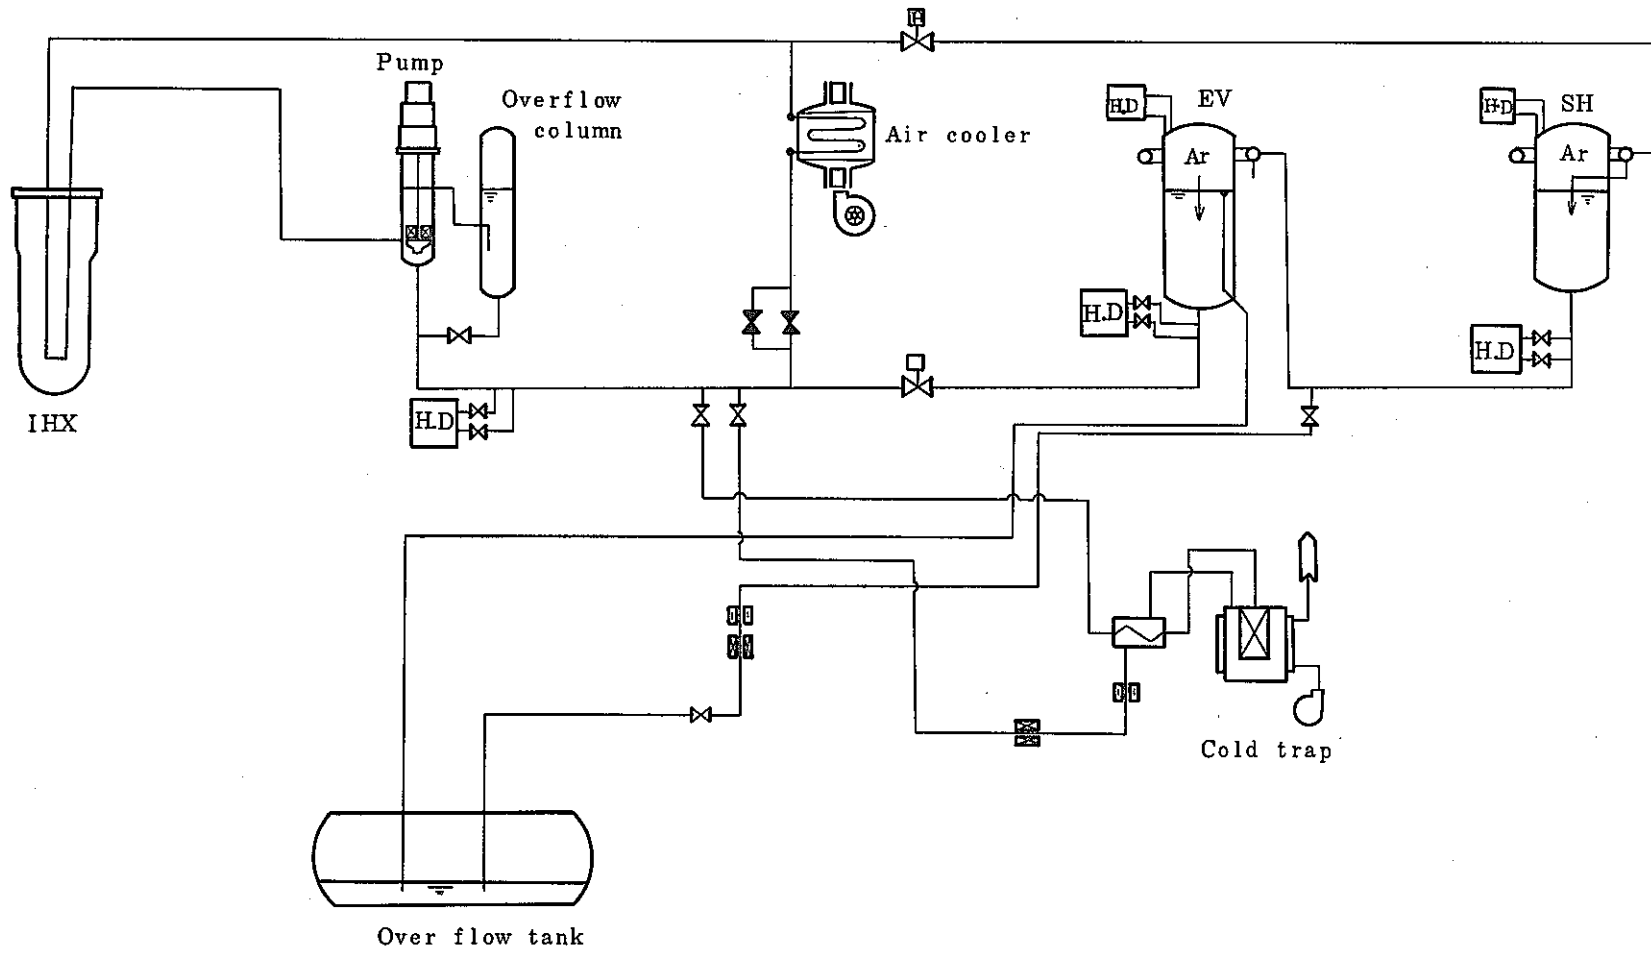 H
Pump
Overflow
column
Air cooler
H.D
EV
Ar
H.D
SH
Ar
H.D
H.D
IHX
H.D
Cold trap
Over flow tank